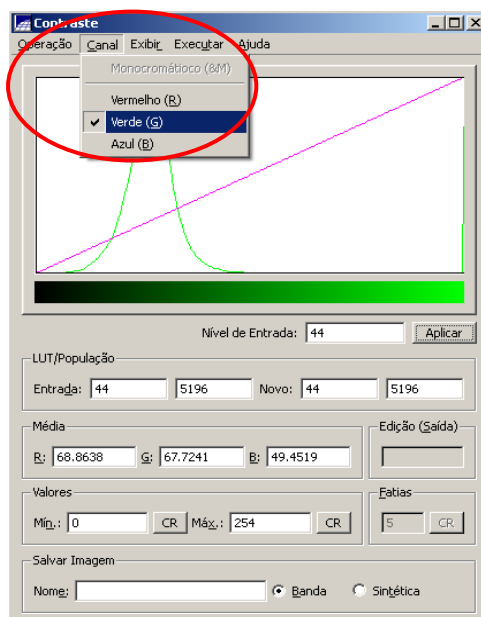 Contraste
Operação Canal Exibir Executar Ajuda
Monocromátioco (&M)
Vermelho (R)
Verde (G)
Azul (B)
Nível de Entrada: 44 Aplicar
LUT/População
Entrada: 44 5196 Novo: 44 5196
Média Edição (Saída)
R: 68.8638 G: 67.7241 B: 49.4519
Valores Fatias
Mín.: 0 CR Máx.: 254 CR 5 CR
Salvar Imagem
Nome: Banda Sintética